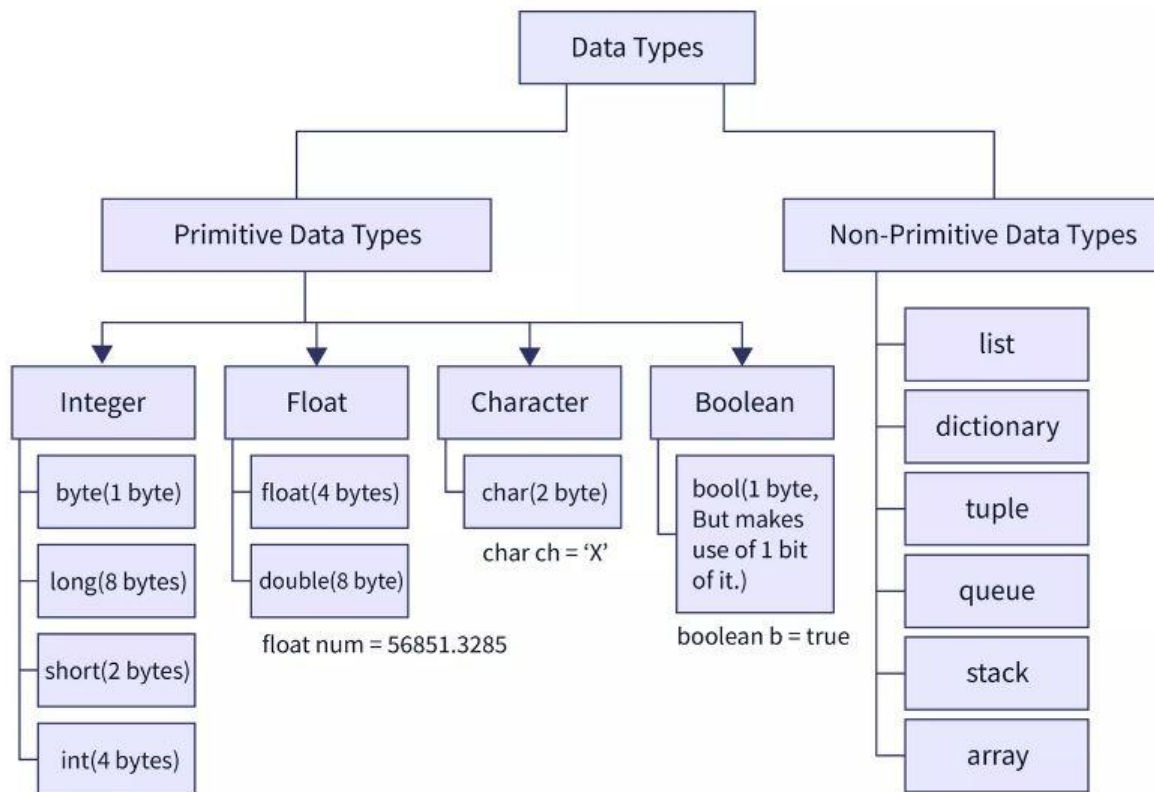 Data Types
Primitive Data Types
Non-Primitive Data Types
Integer
byte(1 byte)
long(8 bytes)
short(2 bytes)
int(4 bytes)
Float
float(4 bytes)
double(8 byte)
float num = 56851.3285
Character
char(2 byte)
char ch = ‘X’
Boolean
bool(1 byte,
But makes
use of 1 bit
of it.)
boolean b = true
list
dictionary
tuple
queue
stack
array